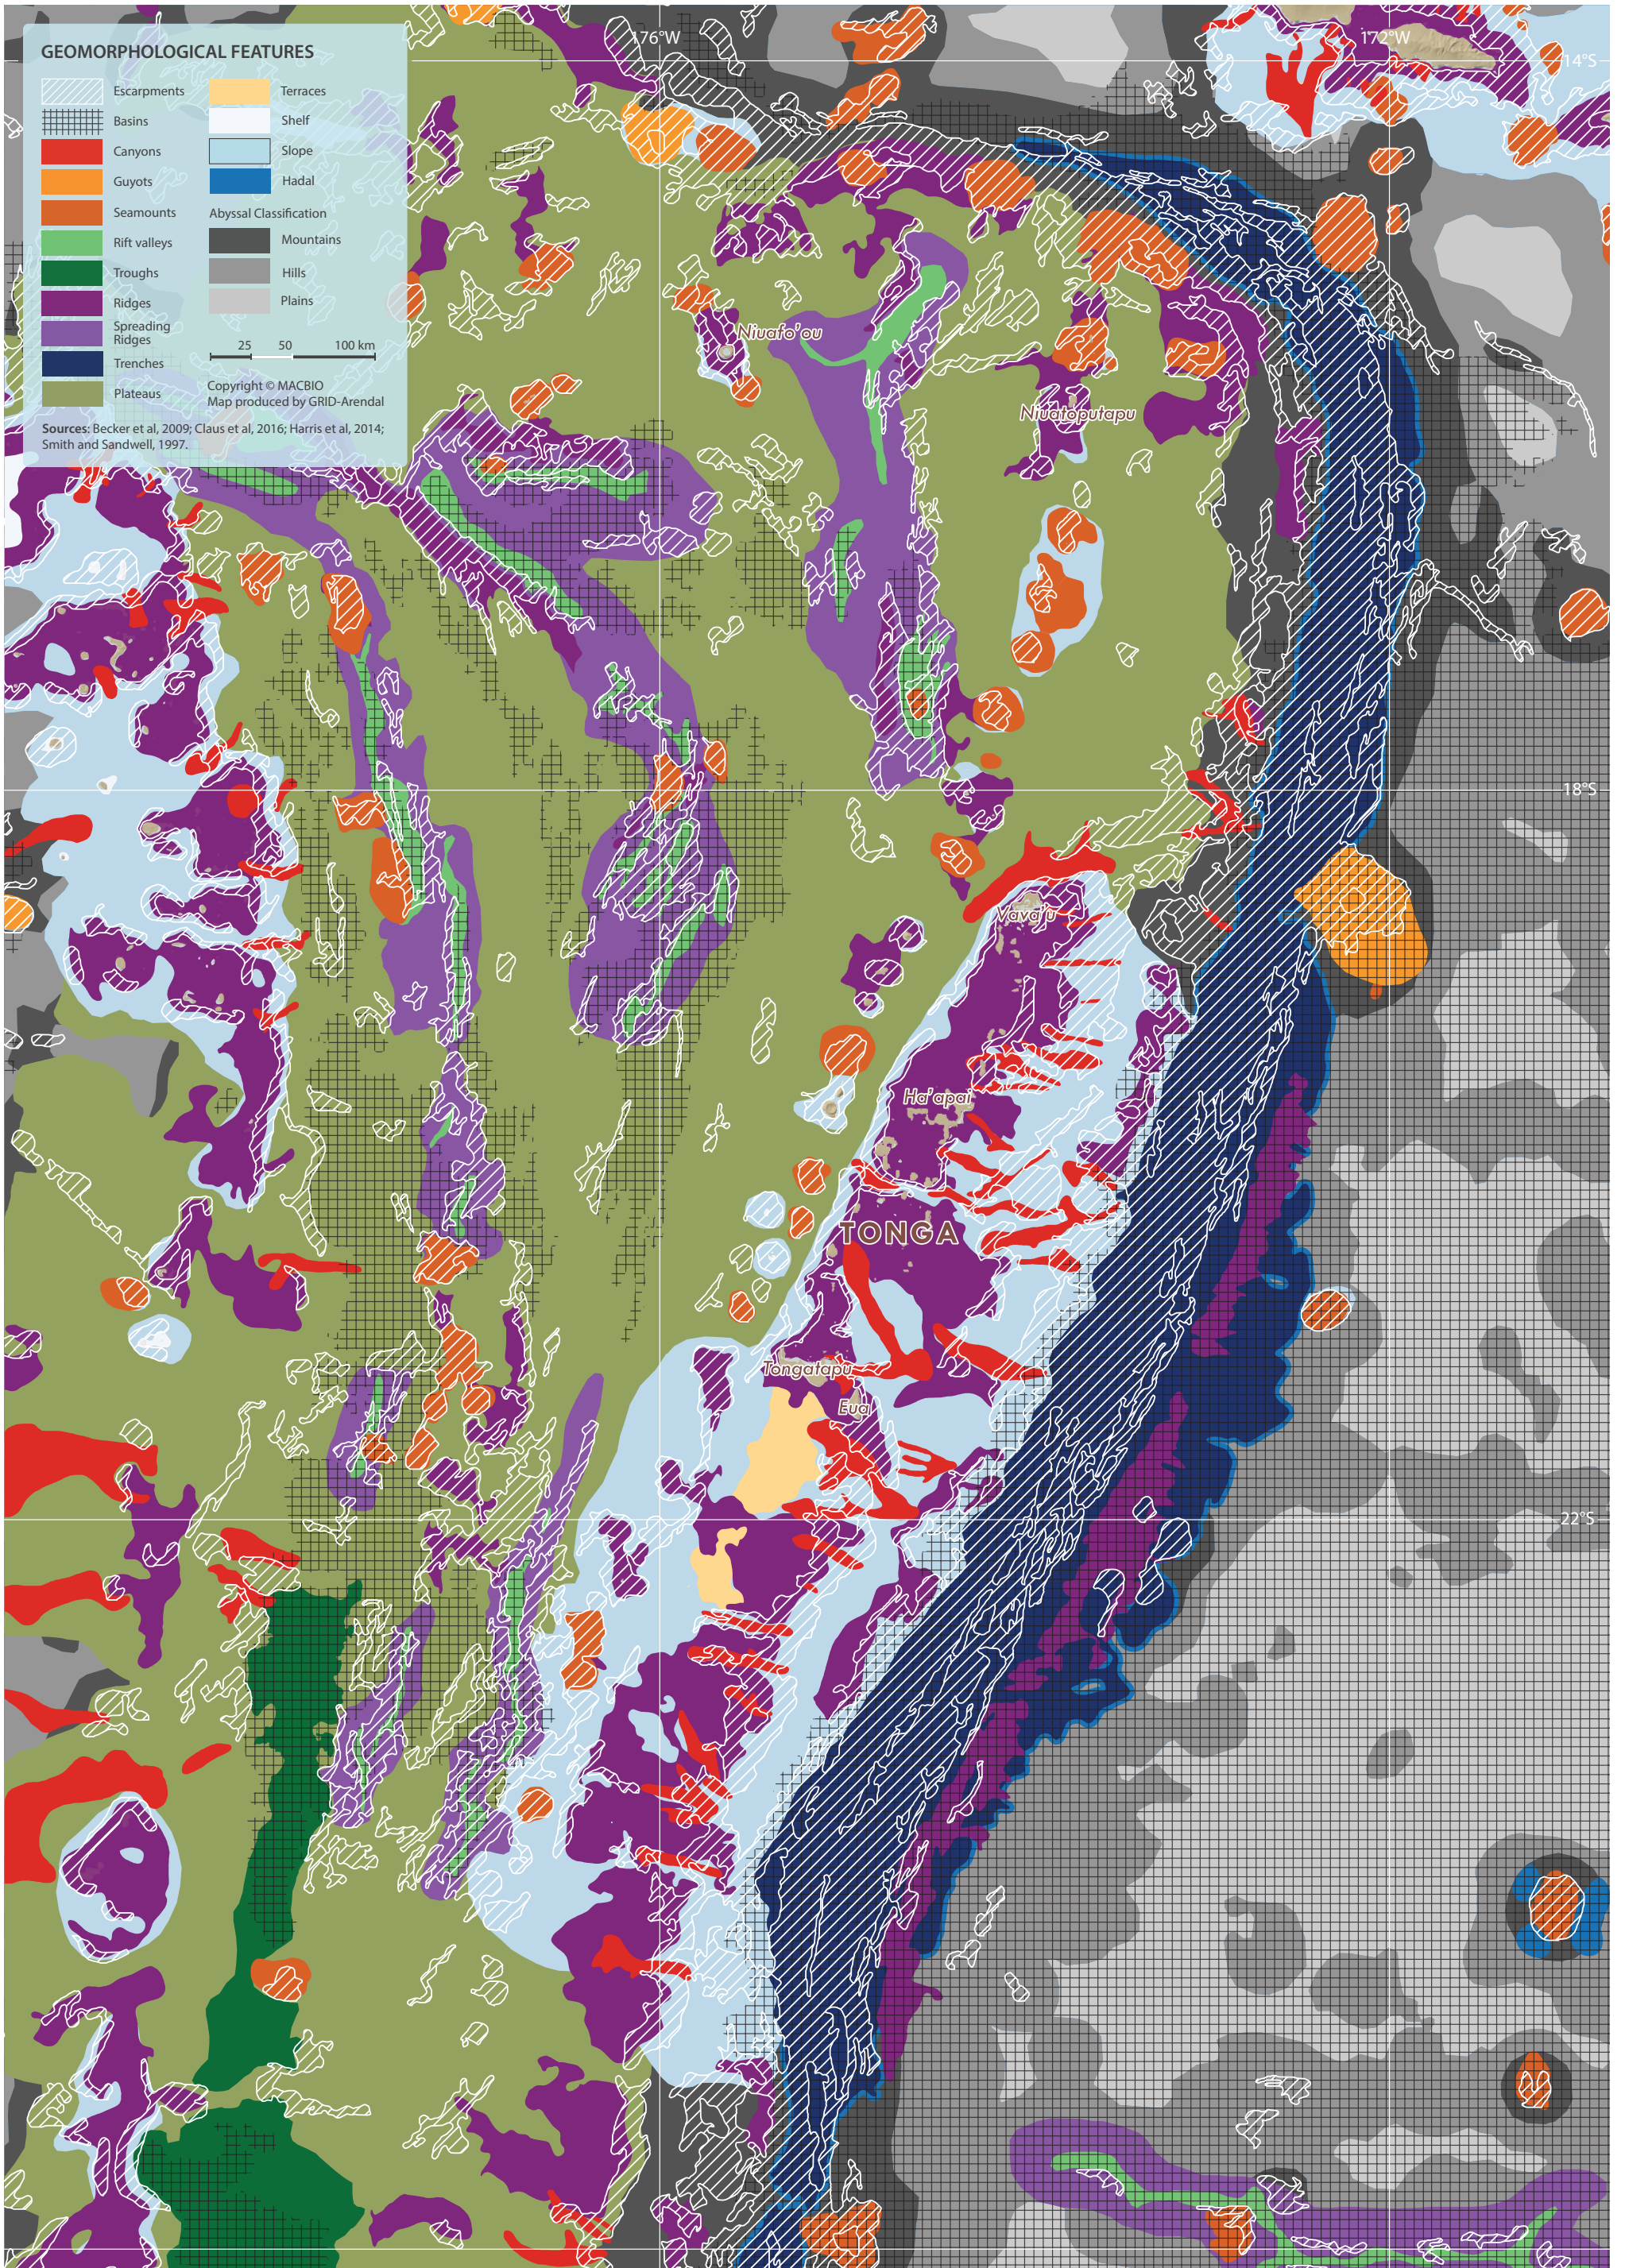 GEOMORPHOLOGICAL FEATURES
Escarpments
Basins
Canyons
Guyots
Seamounts
Rift valleys
Troughs
Ridges
Spreading
Ridges
Trenches
Plateaus
Terraces
Shelf
Slope
Hadal
Abyssal Classification
Mountains
Hills
Plains
25 50 100 km
Copyright © MACBIO
Map produced by GRID-Arendal
Sources: Becker et al, 2009; Claus et al, 2016; Harris et al, 2014;
Smith and Sandwell, 1997.
176°W
172°W
14°S
Niuafo'ou
Niuatoputapu
18°S
Vava'u
Ha'apai
TONGA
Tongatapu
Eua
22°S